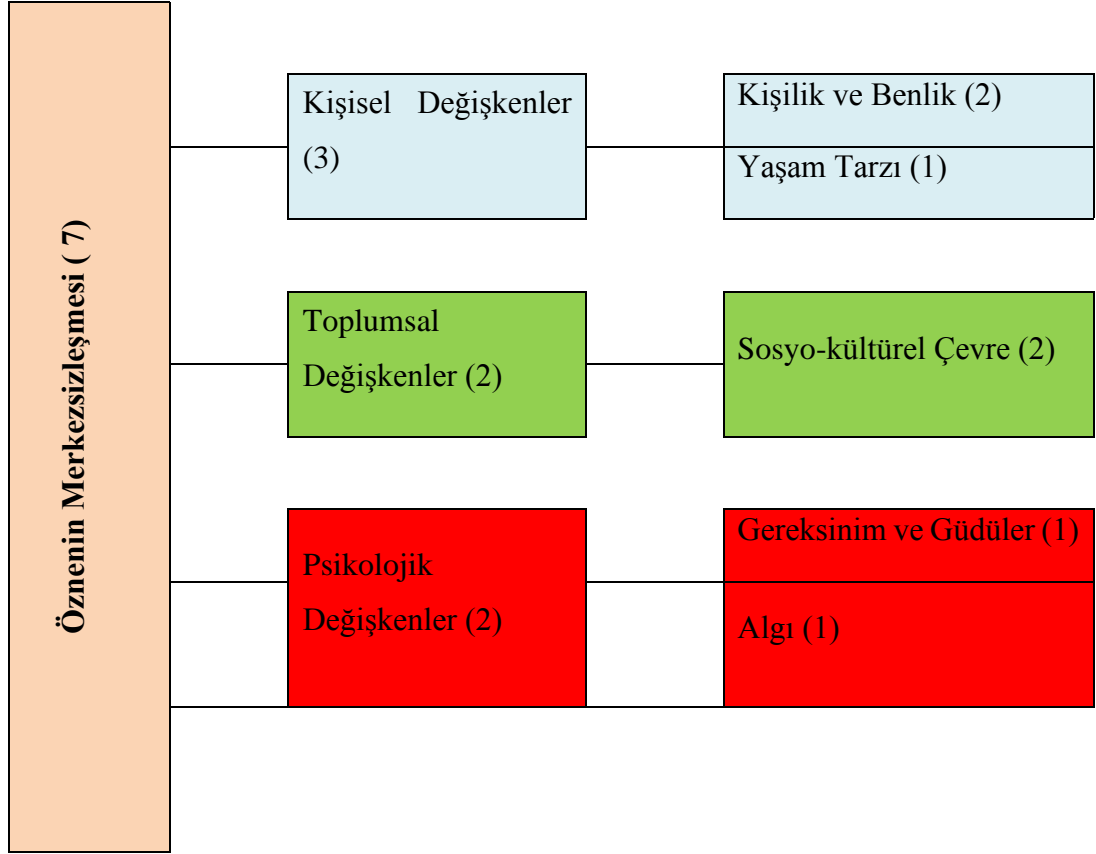 Öznenin Merkezsizleşmesi ( 7)
Kişisel Değişkenler
(3)
Kişilik ve Benlik (2)
Yaşam Tarzı (1)
Toplumsal
Değişkenler (2)
Sosyo-kültürel Çevre (2)
Psikolojik
Değişkenler (2)
Gereksinim ve Güdüler (1)
Algı (1)